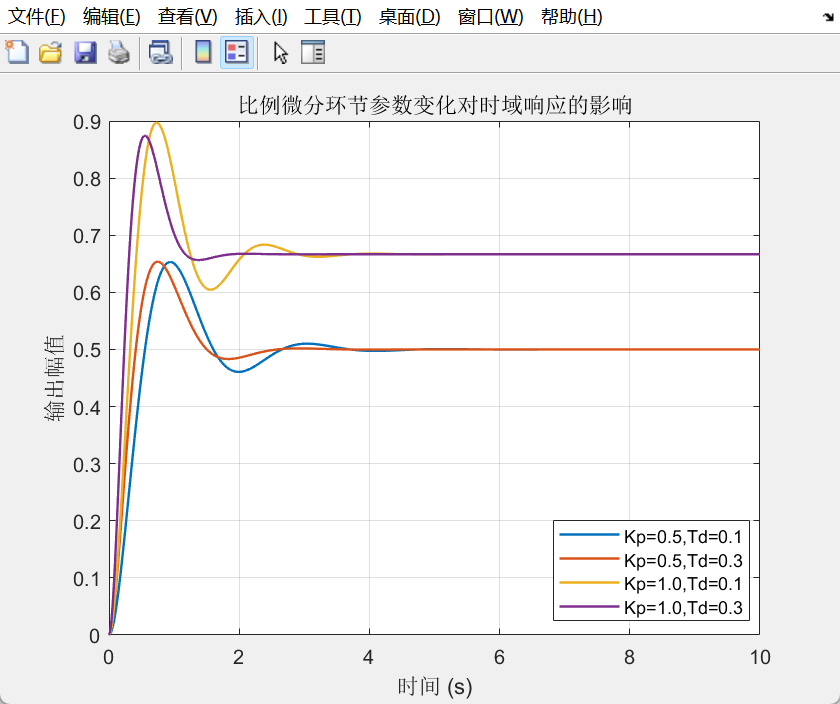 文件(F) 编辑(E) 查看(V) 插入(I) 工具(T) 桌面(D) 窗口(W) 帮助(H)
比例微分环节参数变化对时域响应的影响
0.9
0.8
0.7
0.6
0.5
0.4
0.3
0.2
0.1
0
输出幅值
Kp=0.5,Td=0.1
Kp=0.5,Td=0.3
Kp=1.0,Td=0.1
Kp=1.0,Td=0.3
0 2 4 6 8 10
时间 (s)